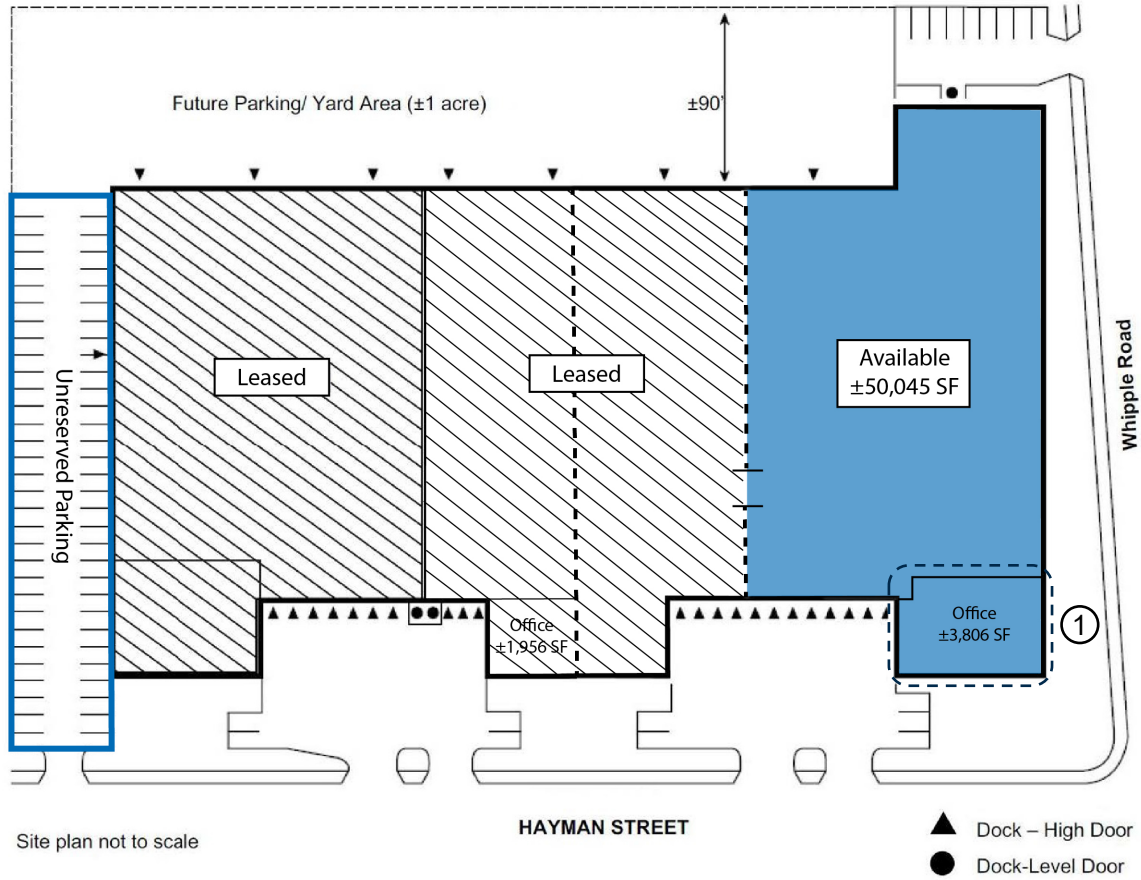 Future Parking/ Yard Area (±1 acre)
±90'
Leased
Leased
Available
±50,045 SF
Unreserved Parking
Whipple Road
Office
±1,956 SF
Office
±3,806 SF
1
HAYMAN STREET
Site plan not to scale
Dock – High Door
Dock-Level Door